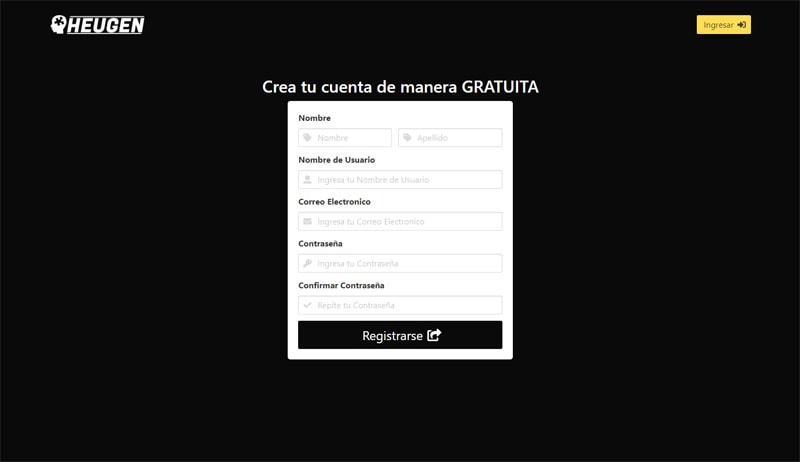 HEUGEN
Ingresar
Crea tu cuenta de manera GRATUITA
Nombre
Nombre Apellido
Nombre de Usuario
Ingresa tu Nombre de Usuario
Correo Electronico
Ingresa tu Correo Electronico
Contraseña
Ingresa tu Contraseña
Confirmar Contraseña
Repite tu Contraseña
Registrarse